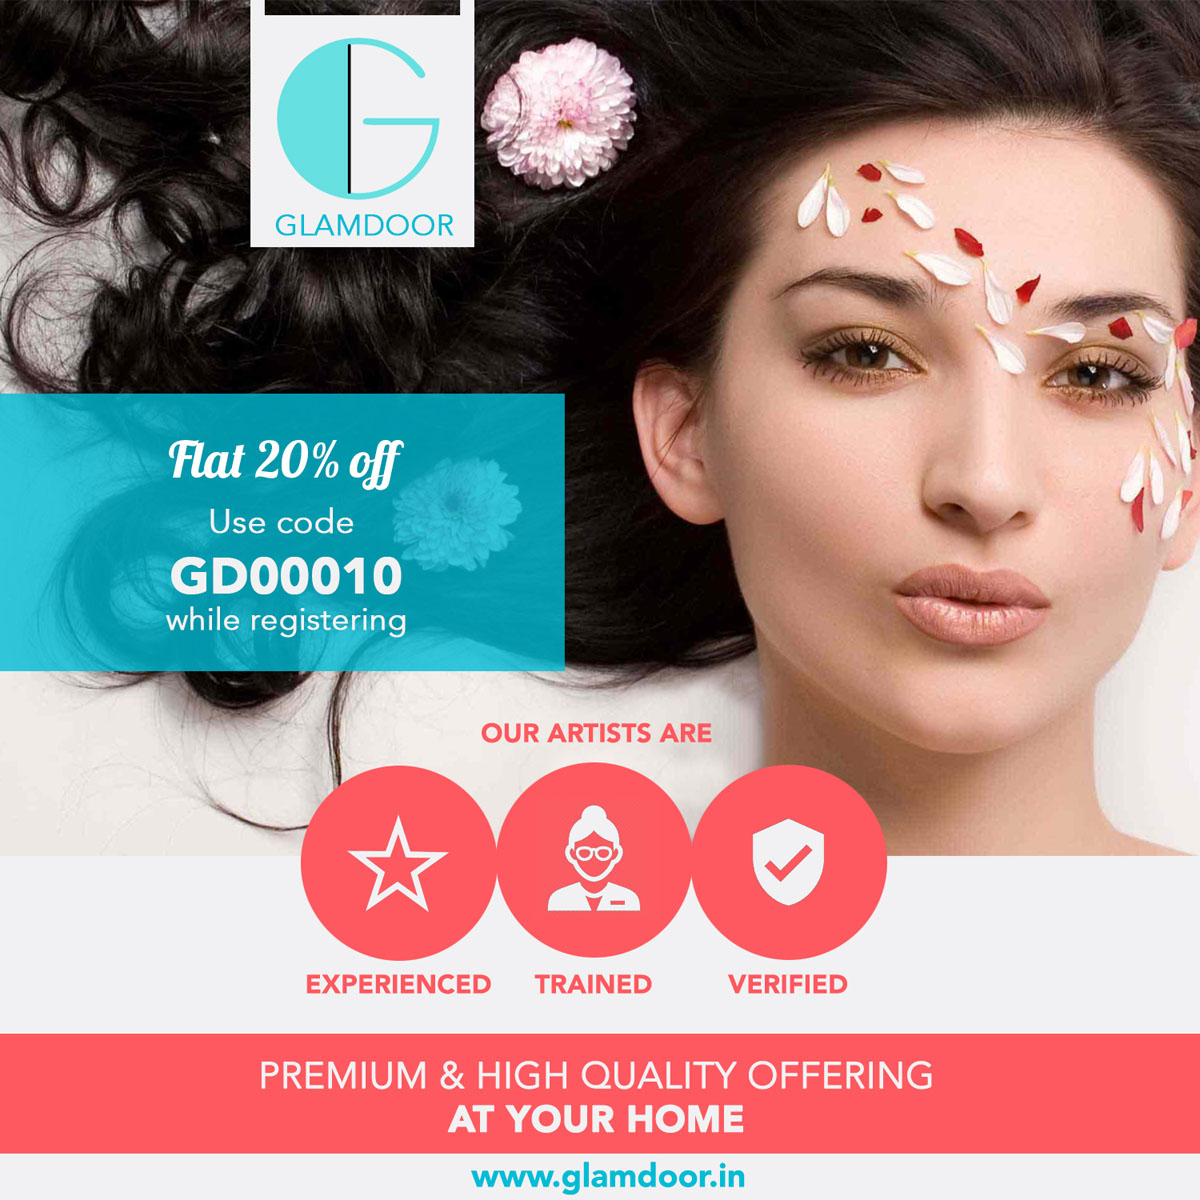 GLAMDOOR
Flat 20% off
Use code
GD00010
while registering
OUR ARTISTS ARE
EXPERIENCED TRAINED VERIFIED
PREMIUM & HIGH QUALITY OFFERING
AT YOUR HOME
www.glamdoor.in